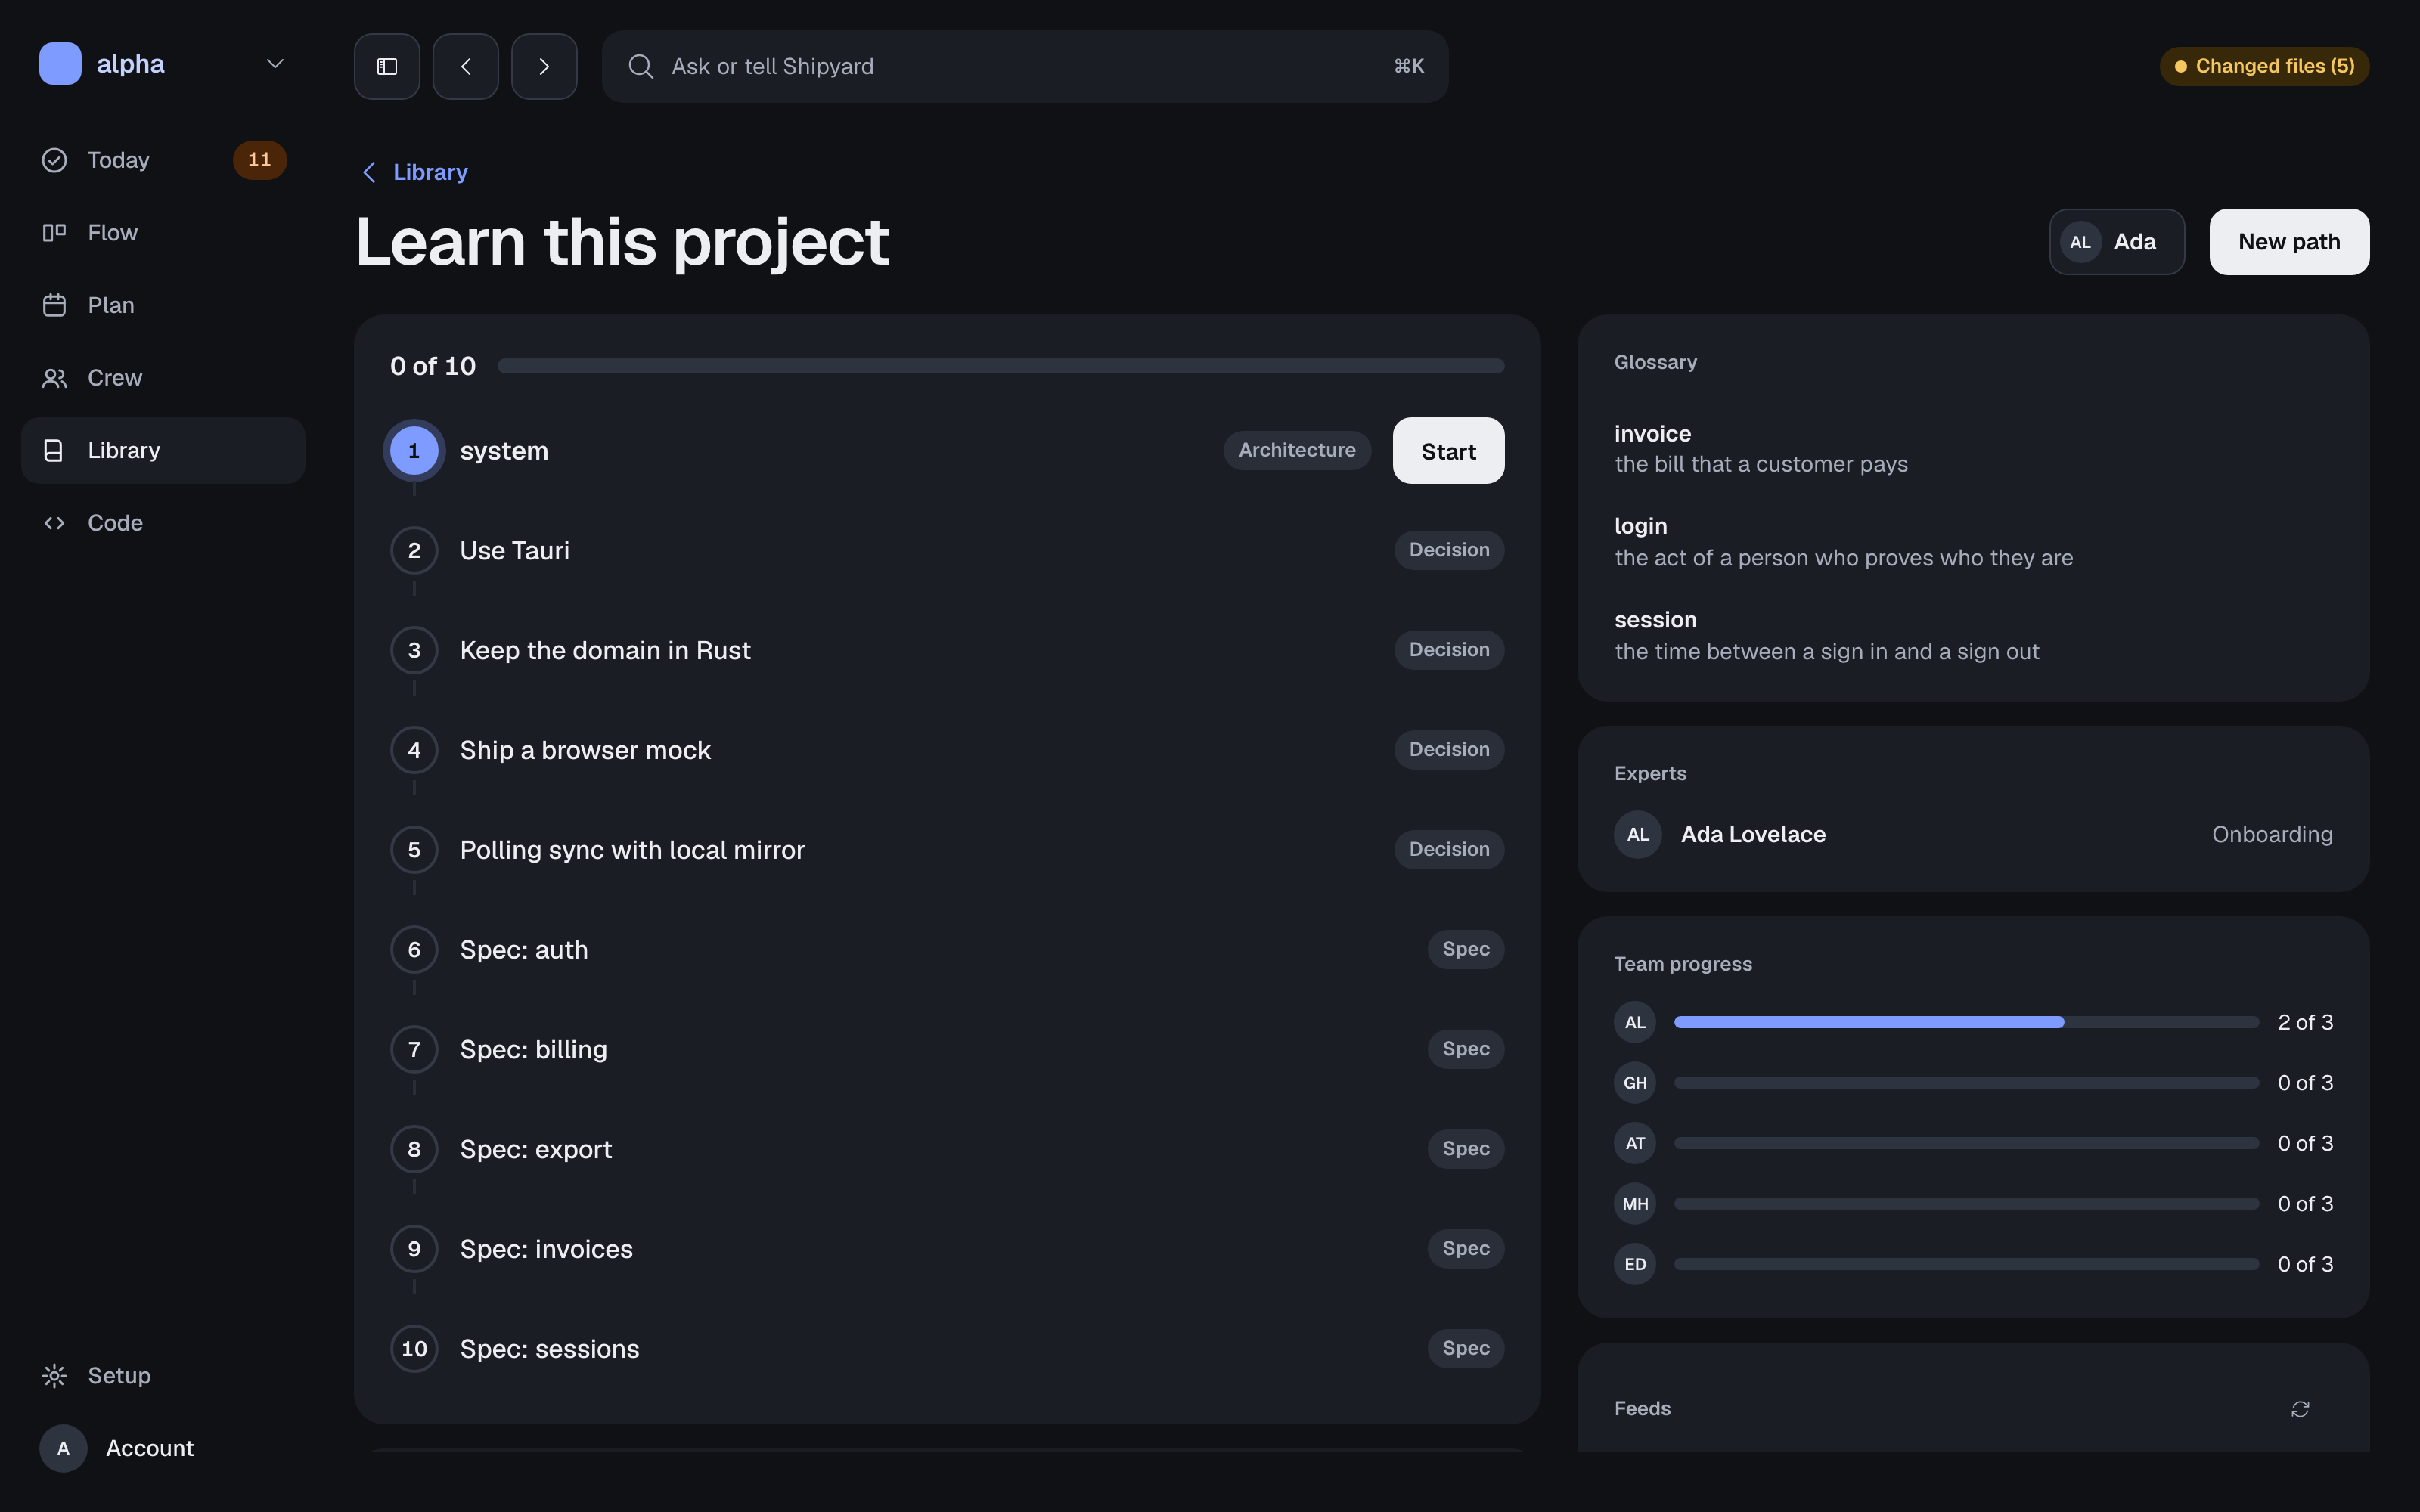 alpha
Ask or tell Shipyard
⌘K
Changed files (5)
Today
11
Flow
Plan
Crew
Library
Code
Setup
A
Account
Library
Learn this project
AL
Ada
New path
0 of 10
1
system
Architecture
Start
2
Use Tauri
Decision
3
Keep the domain in Rust
Decision
4
Ship a browser mock
Decision
5
Polling sync with local mirror
Decision
6
Spec: auth
Spec
7
Spec: billing
Spec
8
Spec: export
Spec
9
Spec: invoices
Spec
10
Spec: sessions
Spec
Glossary
invoice
the bill that a customer pays
login
the act of a person who proves who they are
session
the time between a sign in and a sign out
Experts
AL
Ada Lovelace
Onboarding
Team progress
AL
2 of 3
GH
0 of 3
AT
0 of 3
MH
0 of 3
ED
0 of 3
Feeds